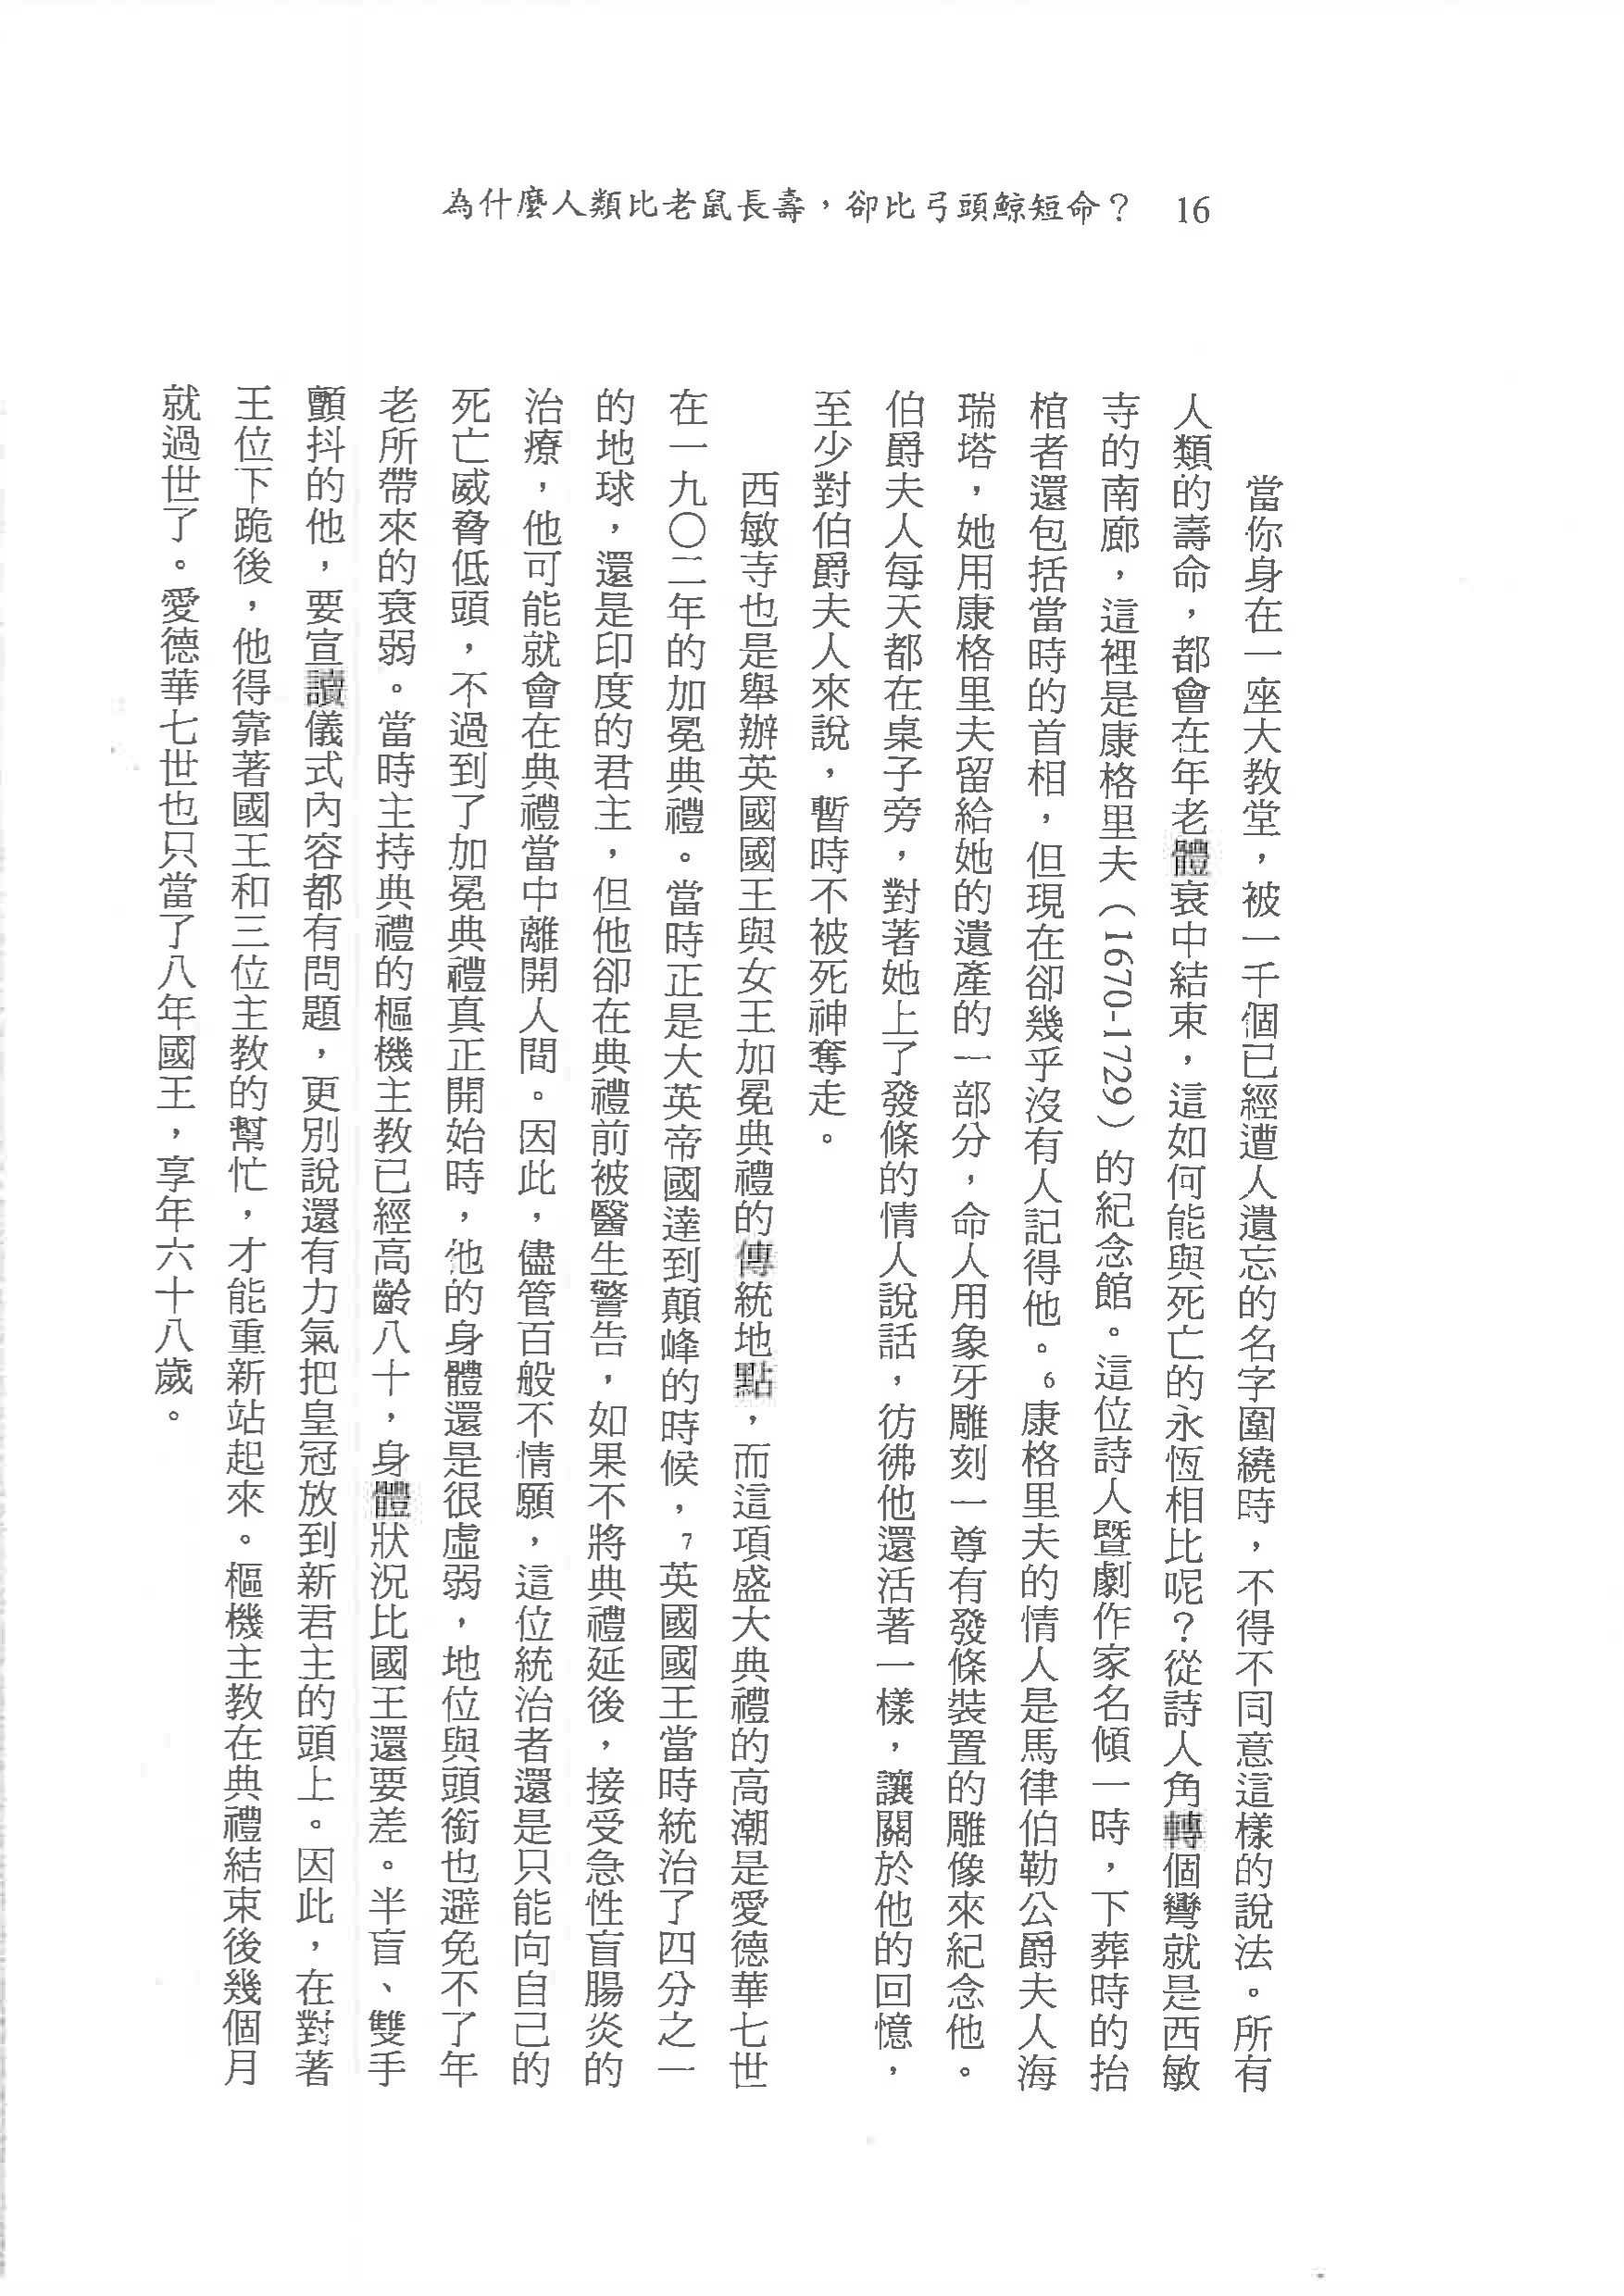 為什麼人類比老鼠長壽，卻比弓頭鯨短命？ 16
當你身在一座大教堂，被一千個已經遭人遺忘的名字圍繞時，不得不同意這樣的說法。所有
人類的壽命，都會在年老體衰中結束，這如何能與死亡的永恆相比呢？從詩人角轉個彎就是西敏
寺的南廊，這裡是康格里夫（1670-1729）的紀念館。這位詩人暨劇作家名傾一時，下葬時的抬
棺者還包括當時的首相，但現在卻幾乎沒有人記得他。6康格里夫的情人是馬律伯勒公爵夫人海
瑞塔，她用康格里夫留給她的遺產的一部分，命人用象牙雕刻一尊有發條裝置的雕像來紀念他。
伯爵夫人每天都在桌子旁，對著她上了發條的情人說話，彷彿他還活著一樣，讓關於他的回憶，
至少對伯爵夫人來說，暫時不被死神奪走。
西敏寺也是舉辦英國國王與女王加冕典禮的傳統地點，而這項盛大典禮的高潮是愛德華七世
在一九〇二年的加冕典禮。當時正是大英帝國達到顛峰的時候，7英國國王當時統治了四分之一
的地球，還是印度的君主，但他卻在典禮前被醫生警告，如果不將典禮延後，接受急性盲腸炎的
治療，他可能就會在典禮當中離開人間。因此，儘管百般不情願，這位統治者還是只能向自己的
死亡威脅低頭，不過到了加冕典禮真正開始時，他的身體還是很虛弱，地位與頭銜也避免不了年
老所帶來的衰弱。當時主持典禮的樞機主教已經高齡八十，身體狀況比國王還要差。半盲、雙手
顫抖的他，要宣讀儀式內容都有問題，更別說還有力氣把皇冠放到新君主的頭上。因此，在對著
王位下跪後，他得靠著國王和三位主教的幫忙，才能重新站起來。樞機主教在典禮結束後幾個月
就過世了。愛德華七世也只當了八年國王，享年六十八歲。